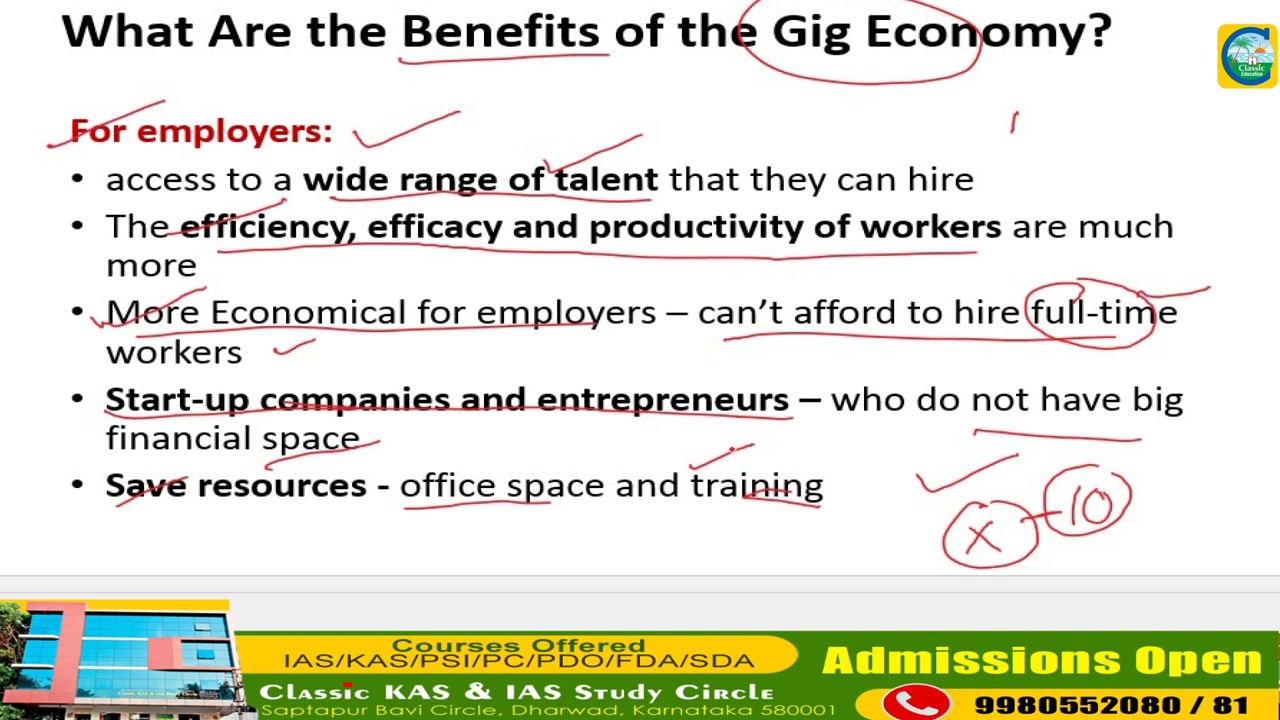 What Are the Benefits of the Gig Economy?
Classic
Education
For employers:
• access to a wide range of talent that they can hire
• The efficiency, efficacy and productivity of workers are much
more
• More Economical for employers – can't afford to hire full-time
workers
• Start-up companies and entrepreneurs – who do not have big
financial space
• Save resources - office space and training
x - 10
Courses Offered
IAS/KAS/PSI/PC/PDO/FDA/SDA
Classic KAS & IAS Study Circle
Saptapur Bavi Circle, Dharwad, Karnataka 580001
Admissions Open
9980552080 / 81